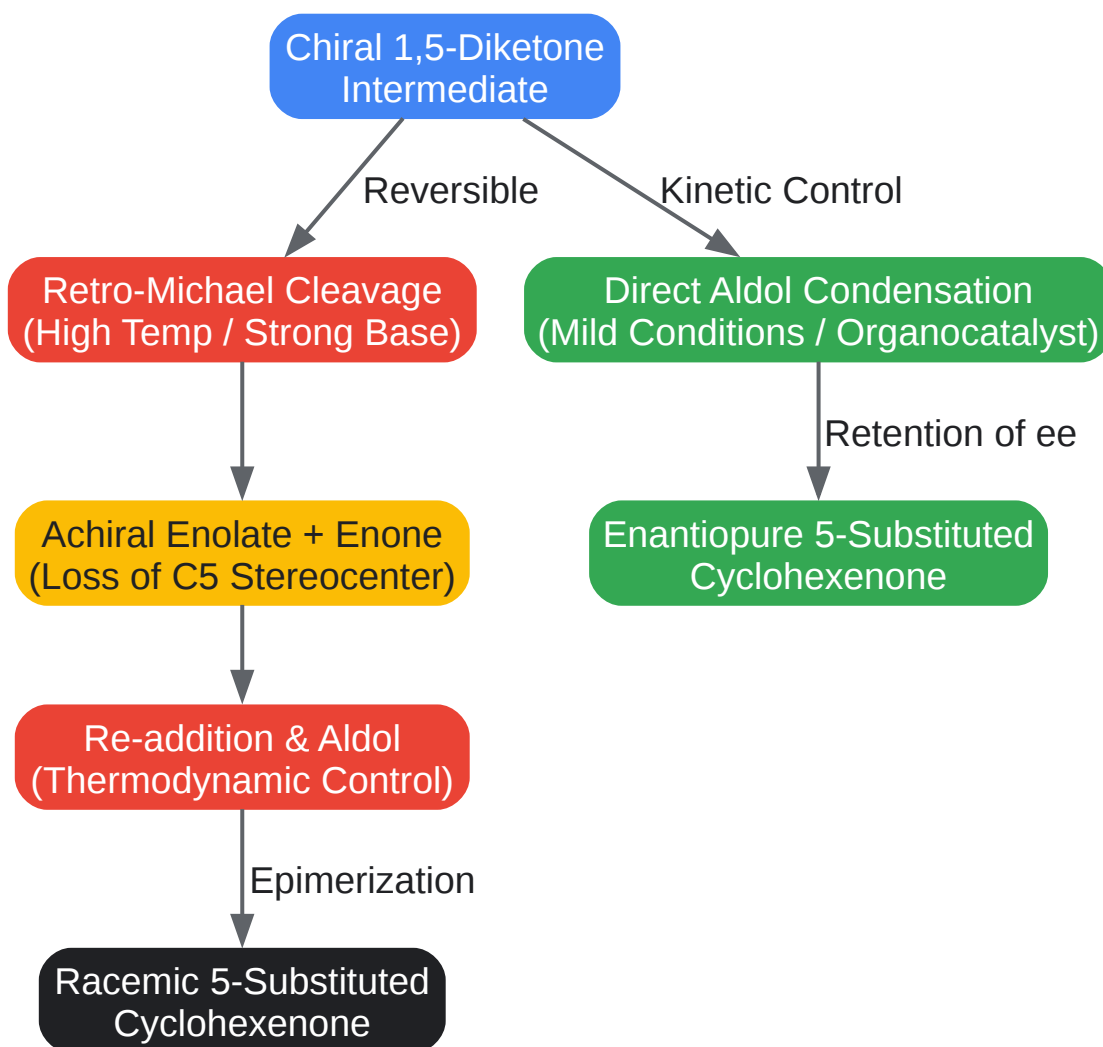 Chiral 1,5-Diketone
Intermediate
Reversible
Kinetic Control
Retro-Michael Cleavage
(High Temp / Strong Base)
Direct Aldol Condensation
(Mild Conditions / Organocatalyst)
Retention of ee
Achiral Enolate + Enone
(Loss of C5 Stereocenter)
Enantiopure 5-Substituted
Cyclohexenone
Re-addition & Aldol
(Thermodynamic Control)
Epimerization
Racemic 5-Substituted
Cyclohexenone